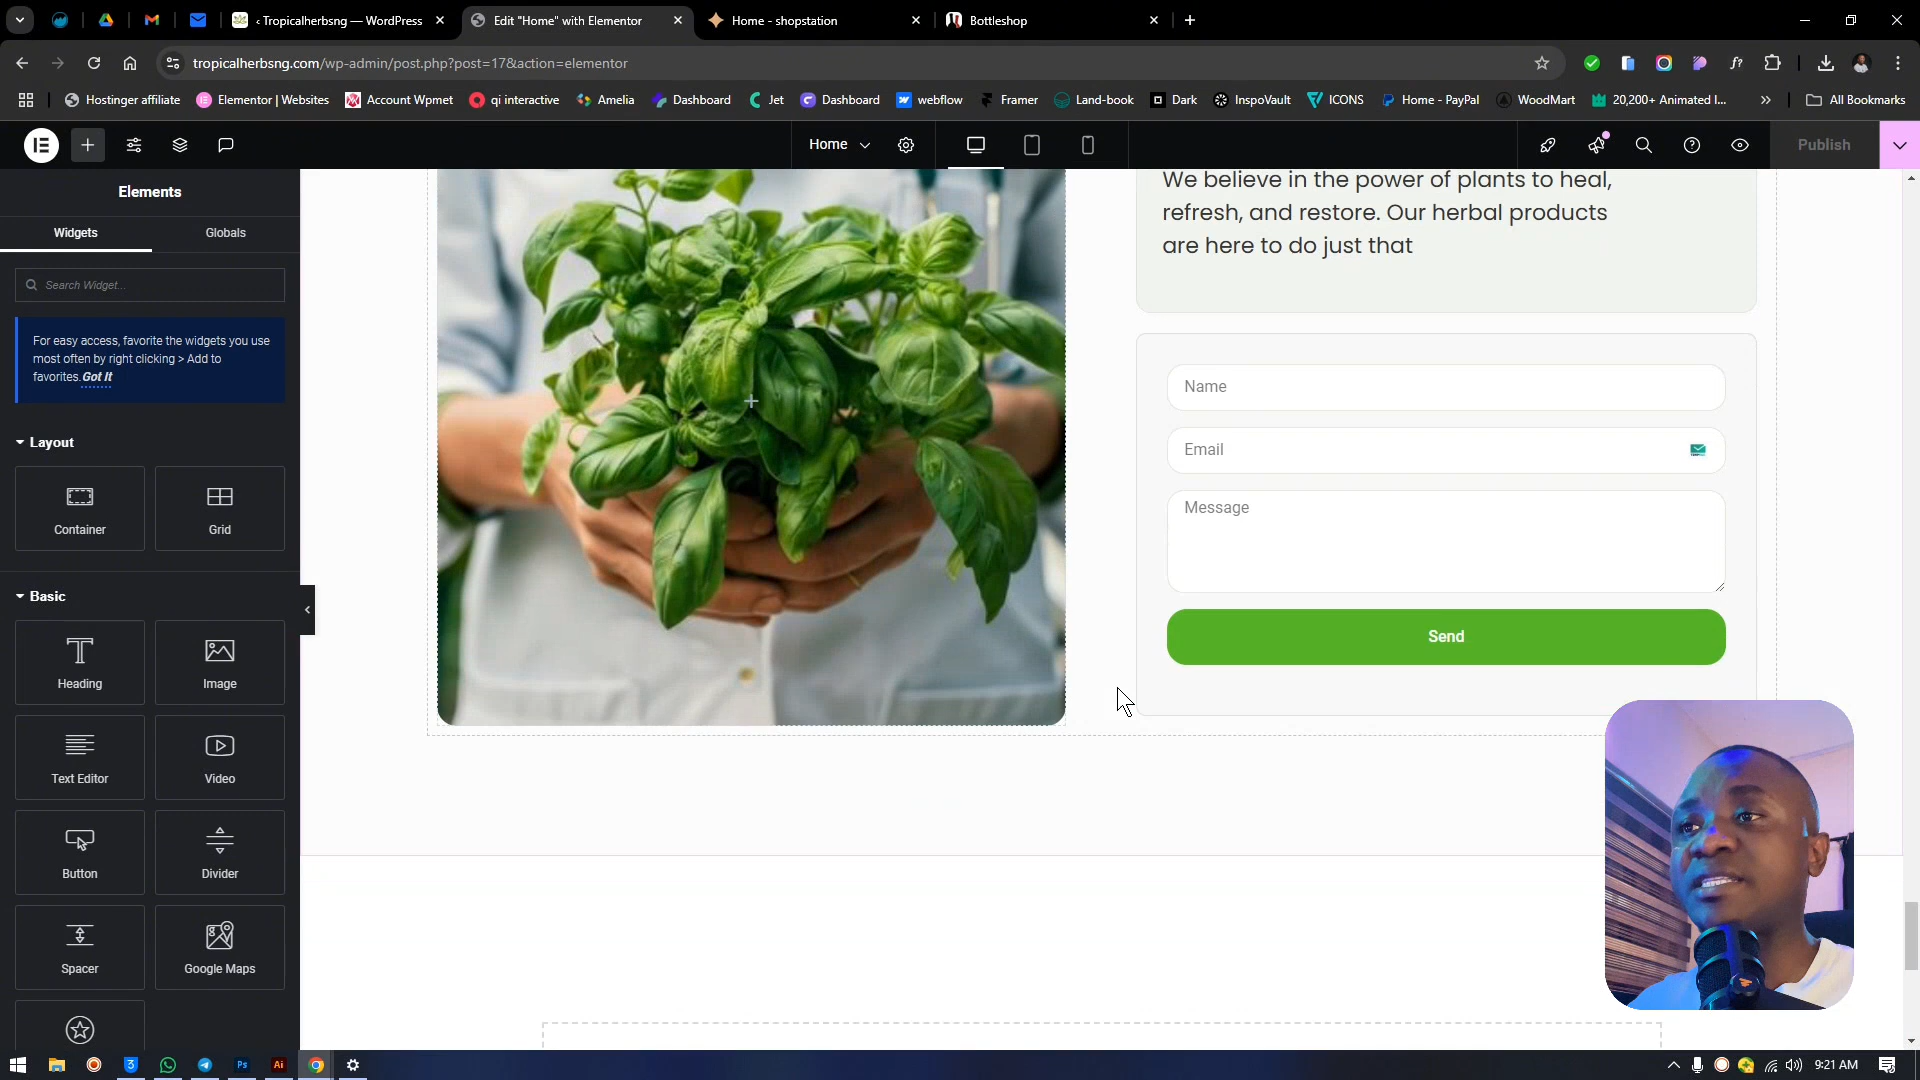 ‹ Tropicalherbsng — WordPress
Edit "Home" with Elementor
Home - shopstation
Bottleshop
tropicalherbsng.com/wp-admin/post.php?post=17&action=elementor
Hostinger affiliate
Elementor | Websites
Account Wpmet
qi interactive
Amelia
Dashboard
Jet
Dashboard
webflow
Framer
Land-book
Dark
InspoVault
ICONS
Home - PayPal
WoodMart
20,200+ Animated I...
All Bookmarks
Home
Publish
Elements
Widgets
Globals
Search Widget...
For easy access, favorite the widgets you use
most often by right clicking > Add to
favorites. Got It
Layout
Container
Grid
Basic
Heading
Image
Text Editor
Video
Button
Divider
Spacer
Google Maps
We believe in the power of plants to heal,
refresh, and restore. Our herbal products
are here to do just that
Name
Email
Message
Send
Ps
Ai
9:21 AM